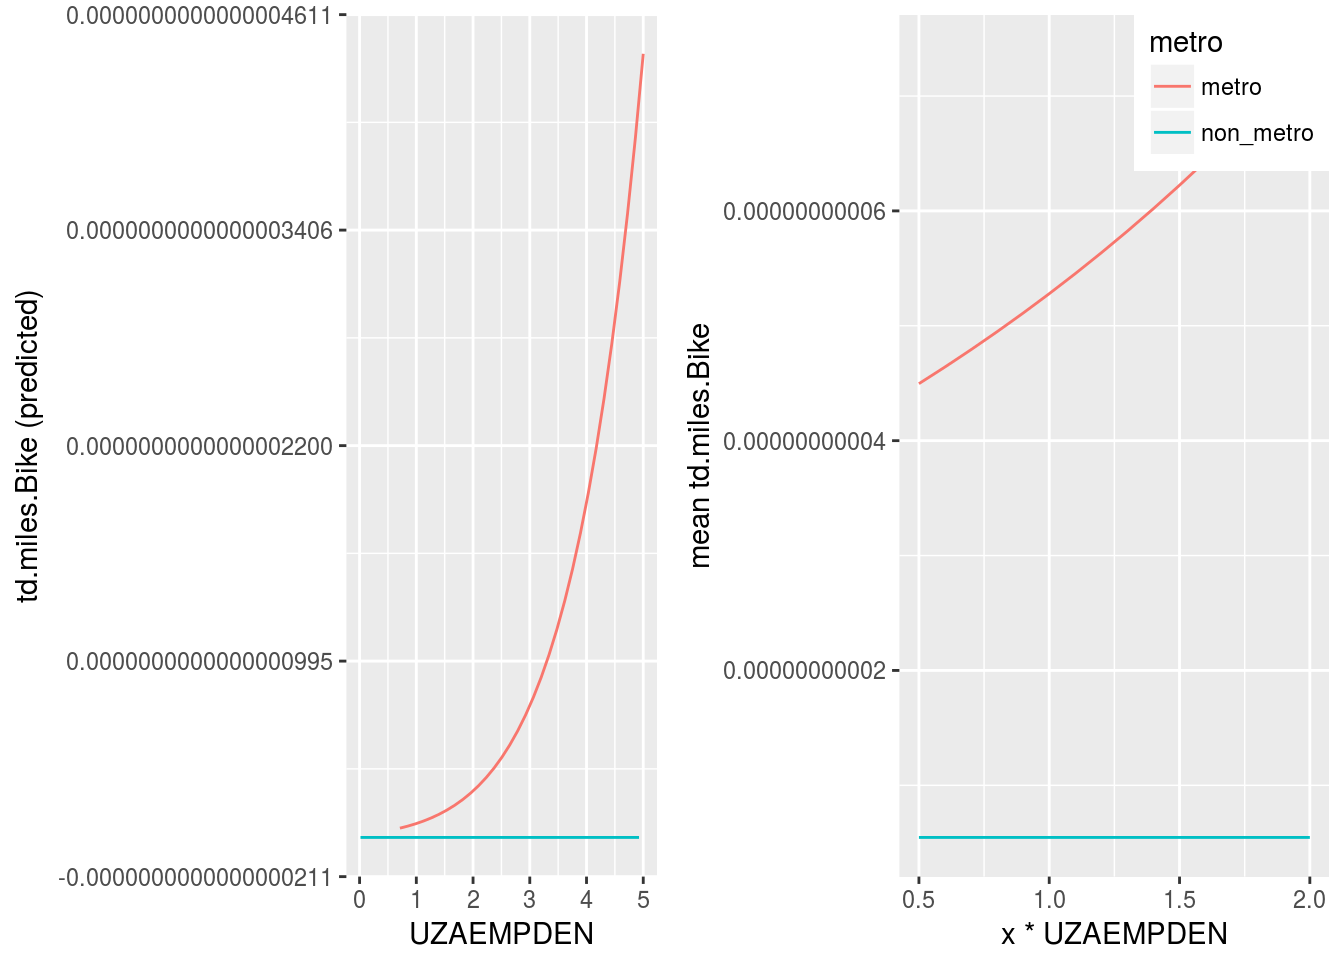 0.0000000000000004611
0.0000000000000003406
0.0000000000000002200
0.0000000000000000995
-0.0000000000000000211
td.miles.Bike (predicted)
0 1 2 3 4 5
UZAEMPDEN
metro
metro
non_metro
0.00000000006
0.00000000004
0.00000000002
mean td.miles.Bike
0.5 1.0 1.5 2.0
x * UZAEMPDEN